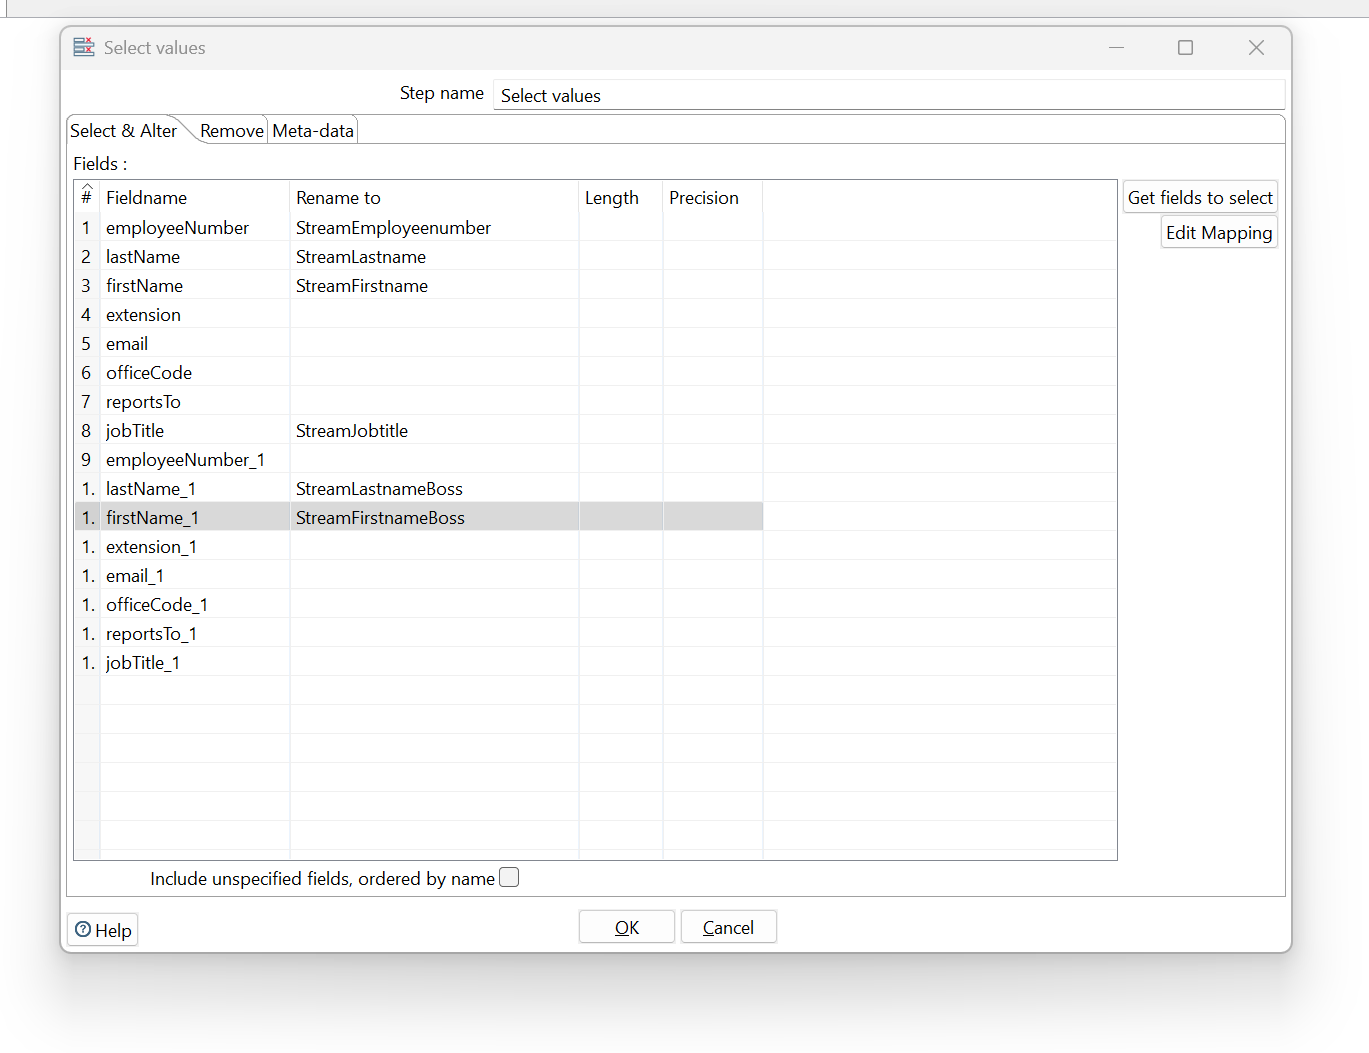 Select values
Step name Select values
Select & Alter Remove Meta-data
Fields :
# Fieldname Rename to Length Precision Get fields to select
1 employeeNumber StreamEmployeenumber Edit Mapping
2 lastName StreamLastname
3 firstName StreamFirstname
4 extension
5 email
6 officeCode
7 reportsTo
8 jobTitle StreamJobtitle
9 employeeNumber_1
1. lastName_1 StreamLastnameBoss
1. firstName_1 StreamFirstnameBoss
1. extension_1
1. email_1
1. officeCode_1
1. reportsTo_1
1. jobTitle_1
Include unspecified fields, ordered by name
Help OK Cancel